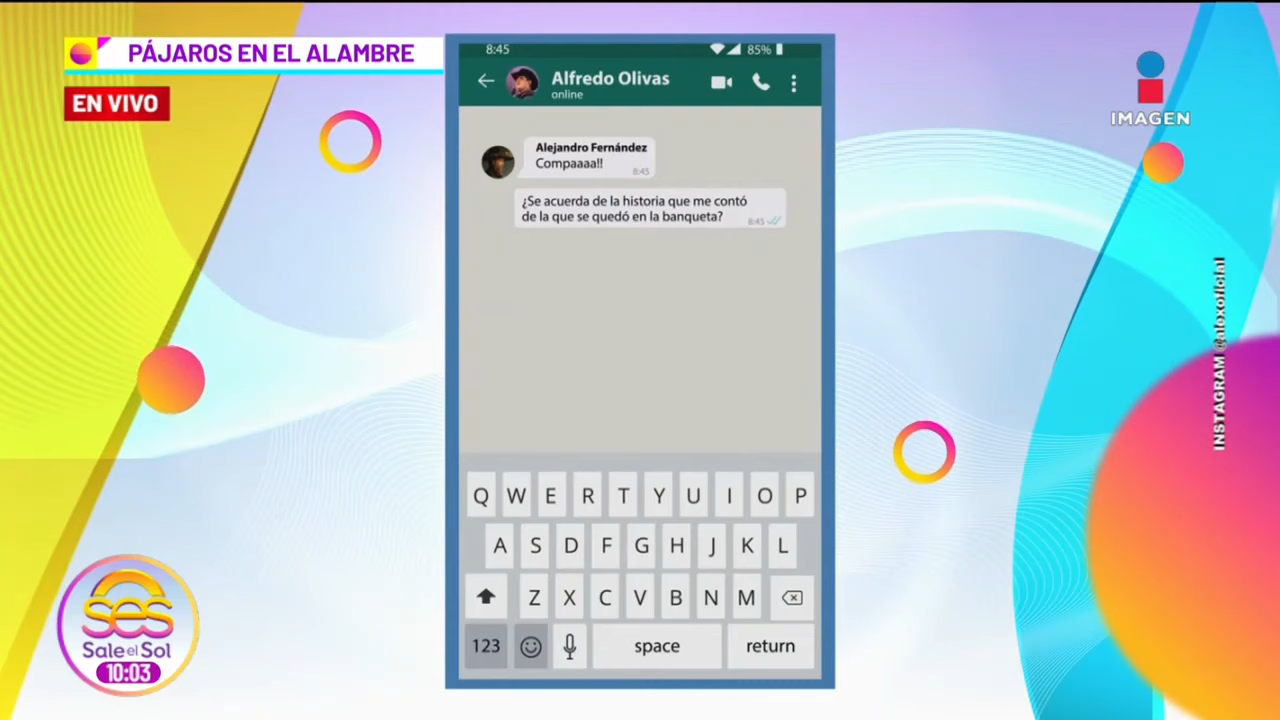 PÁJAROS EN EL ALAMBRE
EN VIVO
IMAGEN
8:45
85%
Alfredo Olivas
online
Alejandro Fernández
Compaaaa!!
8:45
¿Se acuerda de la historia que me contó
de la que se quedó en la banqueta?
8:45
INSTAGRAM @alexoficial
Q W E R T Y U I O P
A S D F G H J K L
Z X C V B N M
123 space return
ses
Sale el Sol
10:03